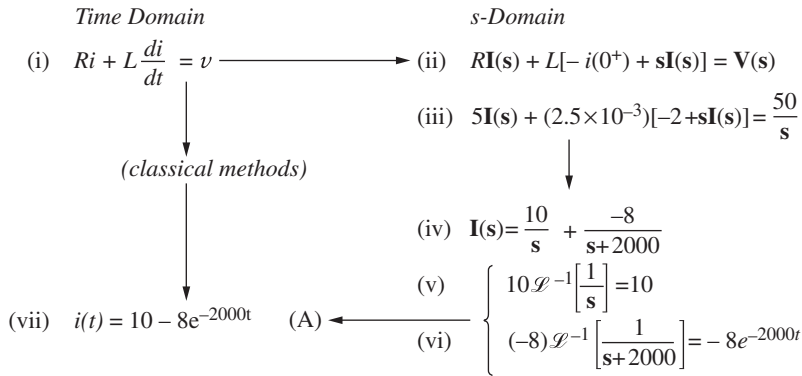 Time Domain s-Domain
(i) Ri + L di/dt = v (ii) RI(s) + L[– i(0⁺) + sI(s)] = V(s)
(iii) 5I(s) + (2.5×10⁻³)[–2+sI(s)] = 50/s
(classical methods)
(iv) I(s)= 10/s + –8/(s+2000)
(v) 10ℒ⁻¹[1/s] =10
(vii) i(t) = 10 – 8e⁻²⁰⁰⁰ᵗ (A)
(vi) (–8)ℒ⁻¹[1/(s+2000)] = – 8e⁻²⁰⁰⁰ᵗ